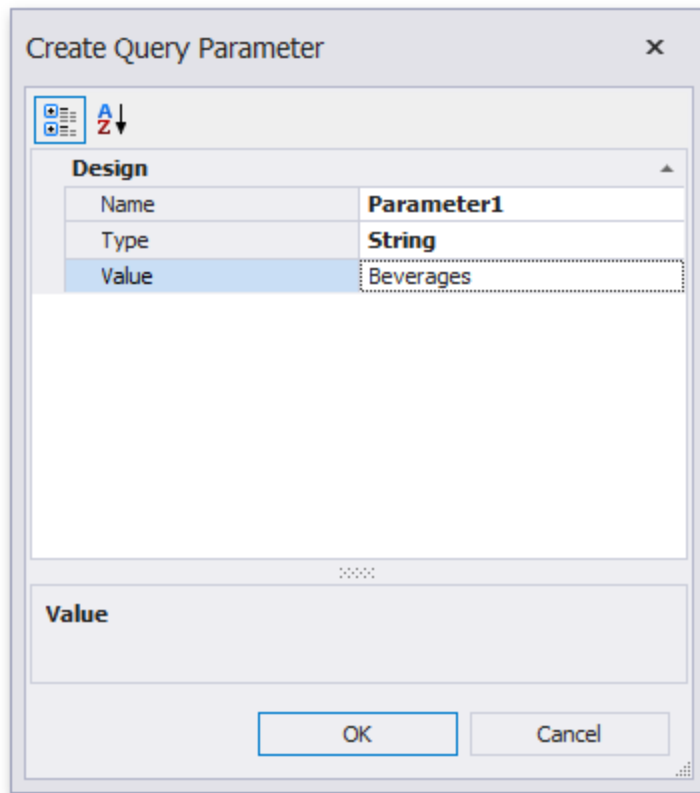 Create Query Parameter
Design
Name Parameter1
Type String
Value Beverages
Value
OK Cancel